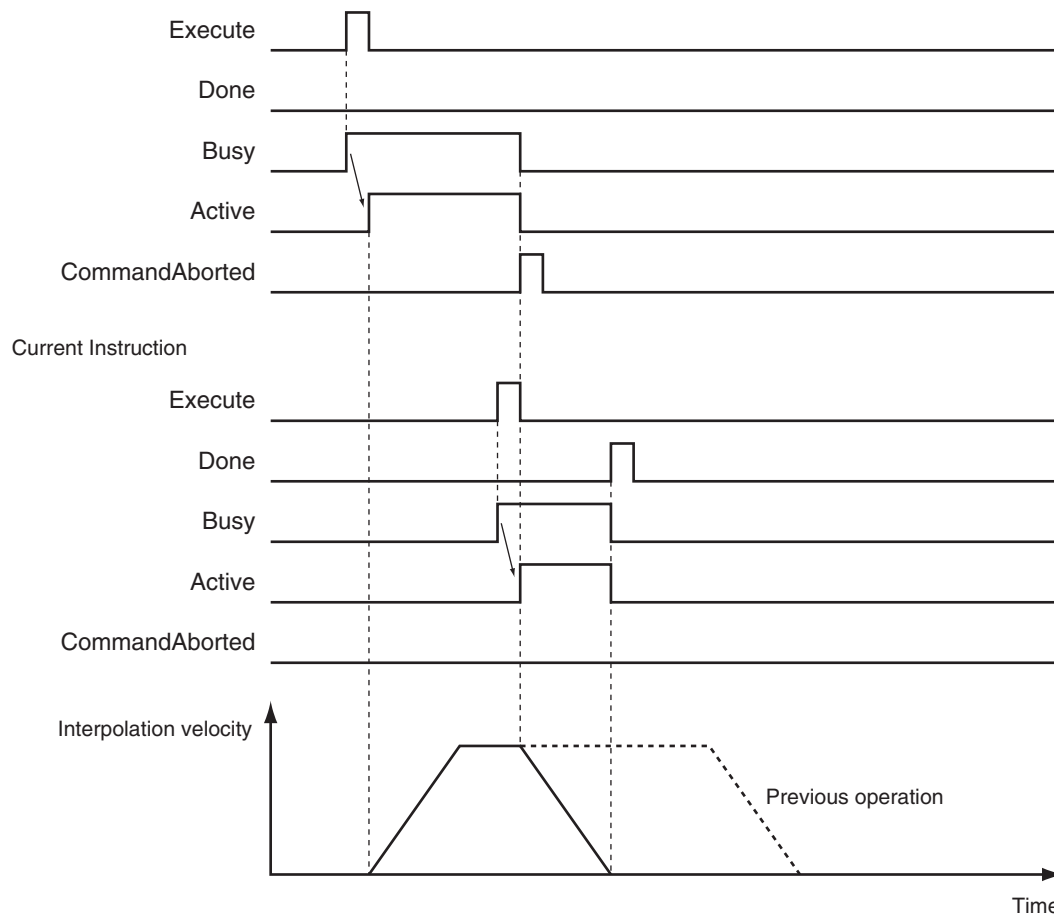 Execute
Done
Busy
Active
CommandAborted
Current Instruction
Execute
Done
Busy
Active
CommandAborted
Interpolation velocity
Previous operation
Time